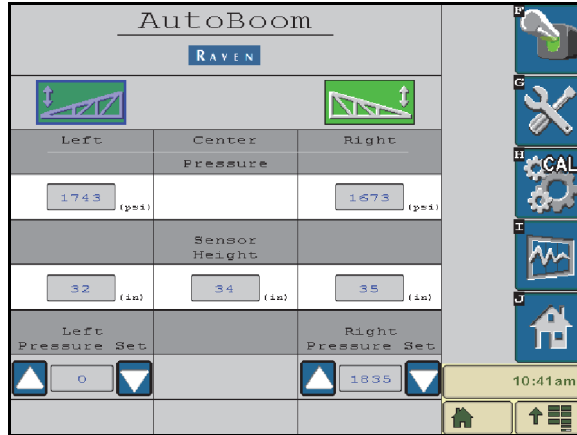 AutoBoom
RAVEN
Left Center Right
Pressure
1743 (psi) 1673 (psi)
Sensor
Height
32 (in) 34 (in) 35 (in)
Left
Pressure Set
Right
Pressure Set
0 1835
F
G
H
CAL
I
J
10:41am